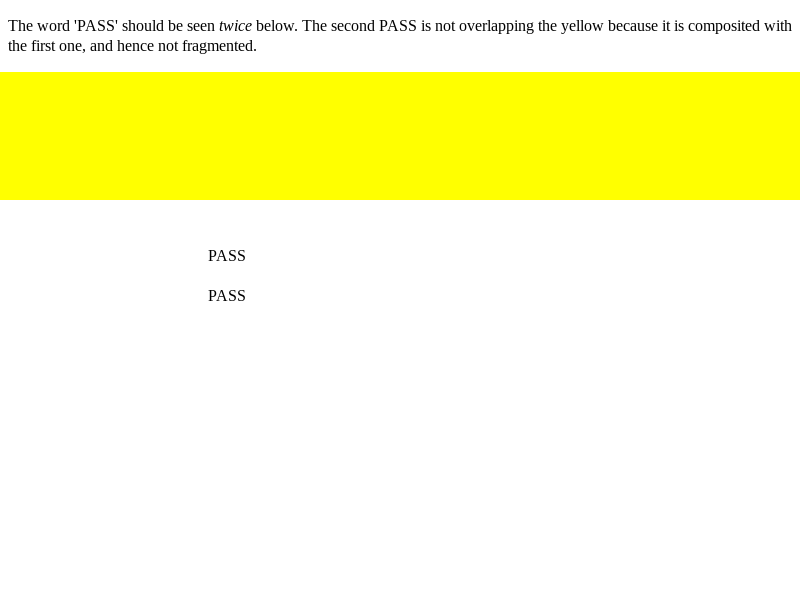 The word 'PASS' should be seen twice below. The second PASS is not overlapping the yellow because it is composited with
the first one, and hence not fragmented.
PASS
PASS